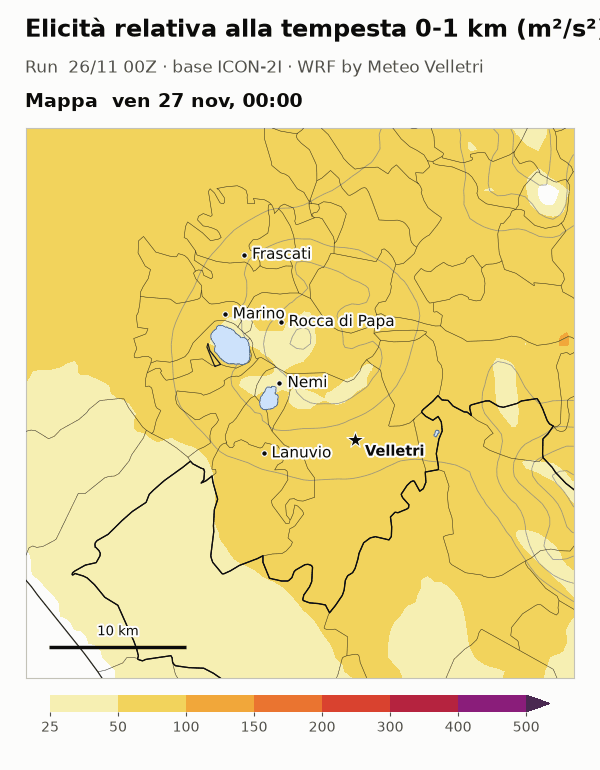 Elicità relativa alla tempesta 0-1 km (m²/s²)
Run  26/11 00Z · base ICON-2I · WRF by Meteo Velletri
Mappa  ven 27 nov, 00:00
Frascati
Marino
Rocca di Papa
Nemi
Velletri
Lanuvio
10 km
25 50 100 150 200 300 400 500